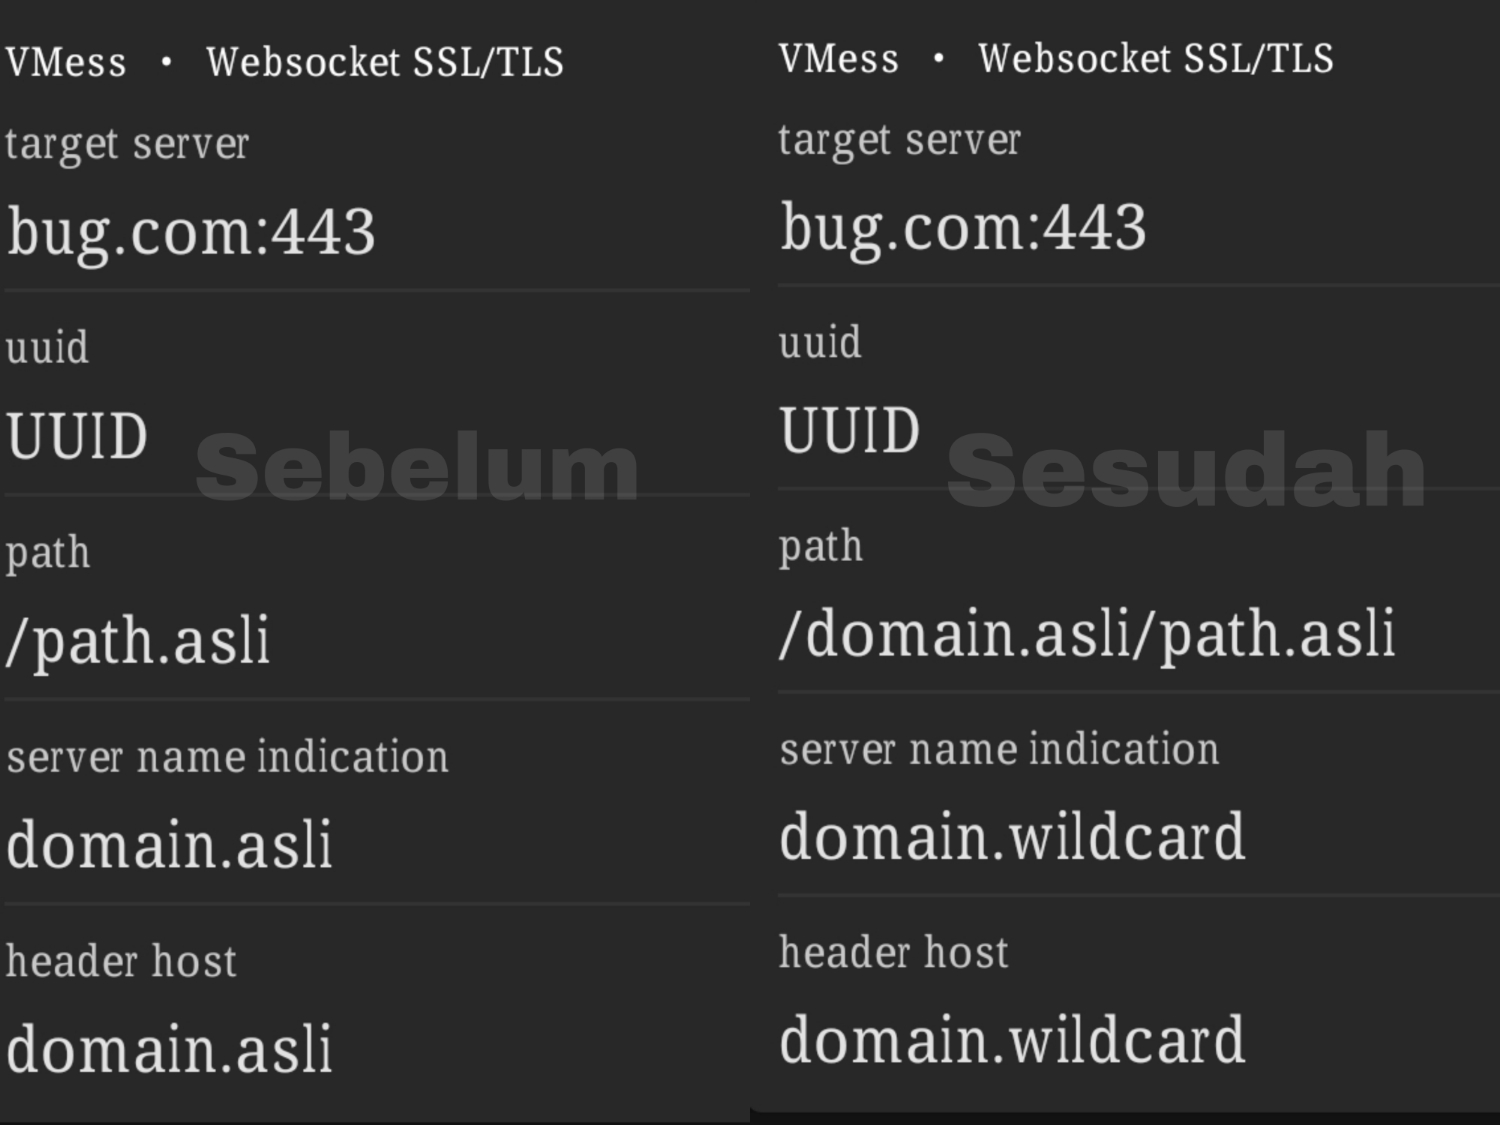 VMess • Websocket SSL/TLS
target server
bug.com:443
uuid
UUID
Sebelum
path
/path.asli
server name indication
domain.asli
header host
domain.asli
VMess • Websocket SSL/TLS
target server
bug.com:443
uuid
UUID
Sesudah
path
/domain.asli/path.asli
server name indication
domain.wildcard
header host
domain.wildcard